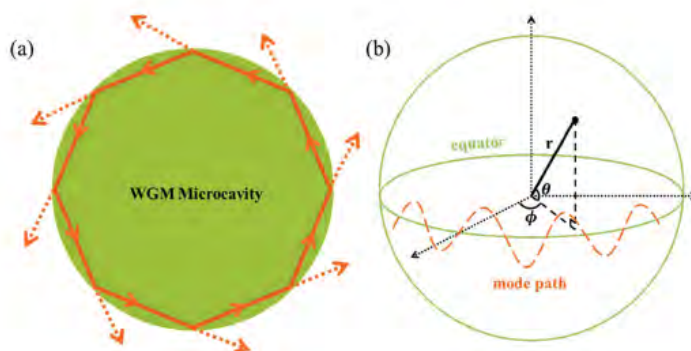 (a)
WGM Microcavity
(b)
equator
r
θ
ϕ
mode path